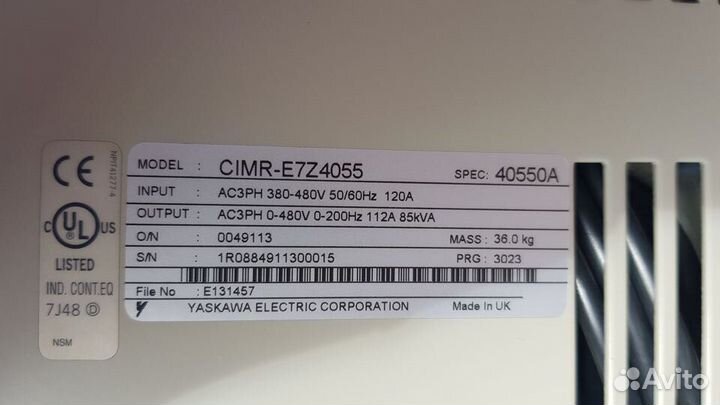 NPIT41277-4
CE
C UL US
LISTED
IND. CONT.EQ
7J48 D
NSM
MODEL : CIMR-E7Z4055 SPEC: 40550A
INPUT : AC3PH 380-480V 50/60Hz 120A
OUTPUT : AC3PH 0-480V 0-200Hz 112A 85kVA
O/N : 0049113 MASS : 36.0 kg
S/N : 1R0884911300015 PRG : 3023
File No : E131457
YASKAWA ELECTRIC CORPORATION Made In UK
Avito